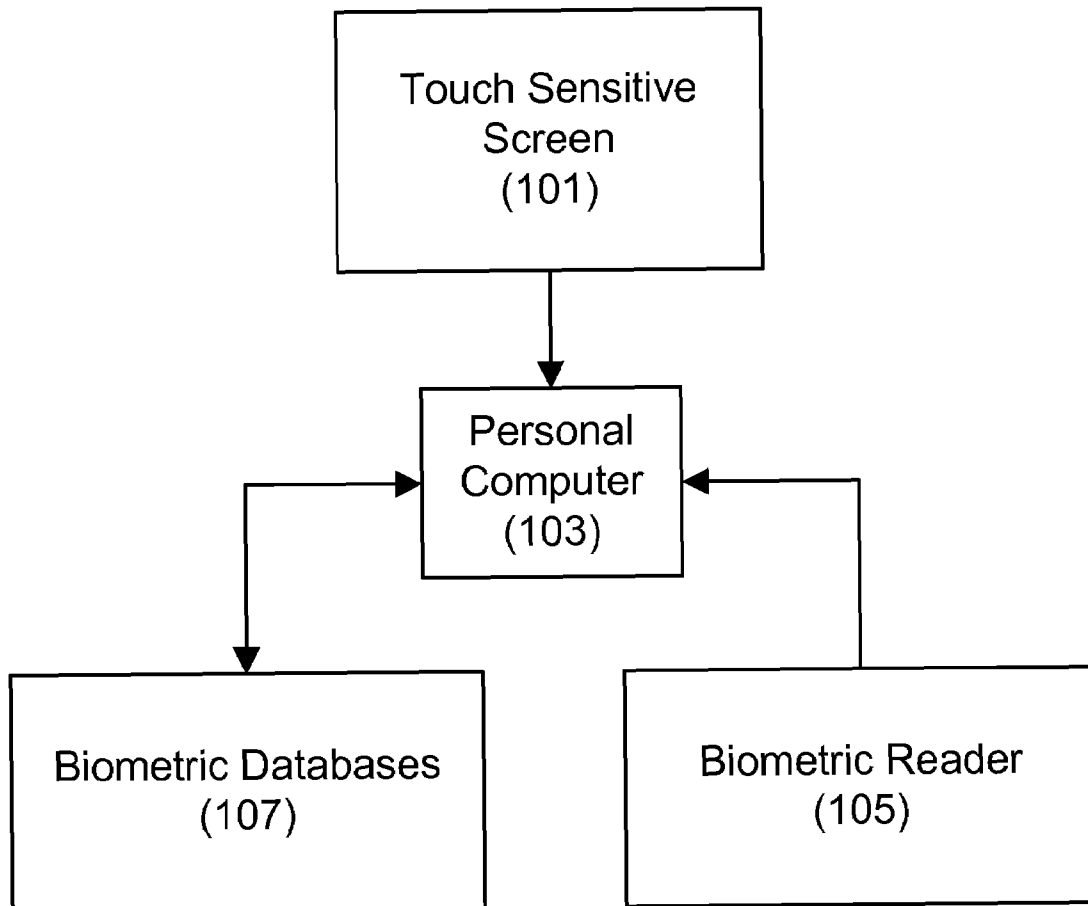 Touch Sensitive
Screen
(101)
Personal
Computer
(103)
Biometric Databases
(107)
Biometric Reader
(105)